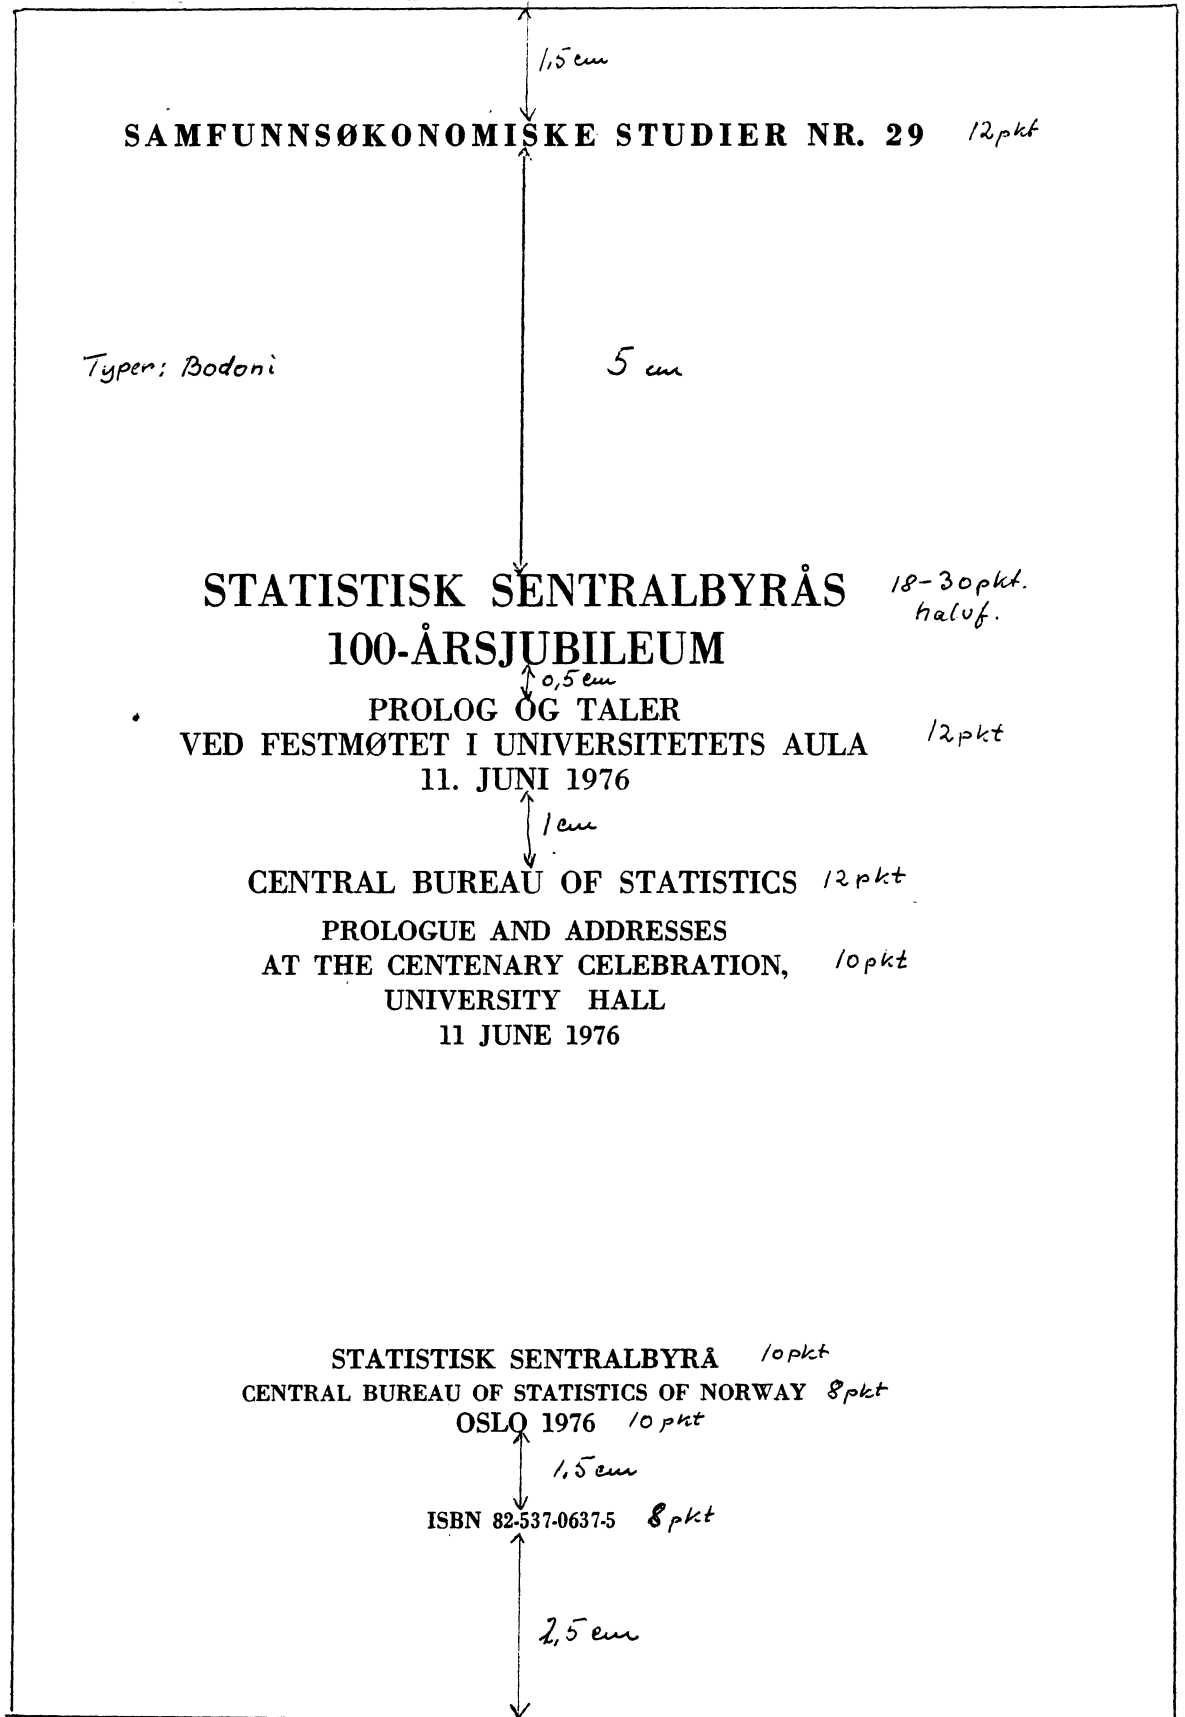 1,5 cm
SAMFUNNSØKONOMISKE STUDIER NR. 29 12pkt
Typer: Bodoni 5 cm
STATISTISK SENTRALBYRÅS 18-30pkt.
halvf.
100-ÅRSJUBILEUM
0,5 cm
PROLOG OG TALER
VED FESTMØTET I UNIVERSITETETS AULA 12pkt
11. JUNI 1976
1 cm
CENTRAL BUREAU OF STATISTICS 12pkt
PROLOGUE AND ADDRESSES
AT THE CENTENARY CELEBRATION, 10pkt
UNIVERSITY HALL
11 JUNE 1976
STATISTISK SENTRALBYRÅ 10pkt
CENTRAL BUREAU OF STATISTICS OF NORWAY 8pkt
OSLO 1976 10pkt
1,5 cm
ISBN 82-537-0637-5 8pkt
2,5 cm